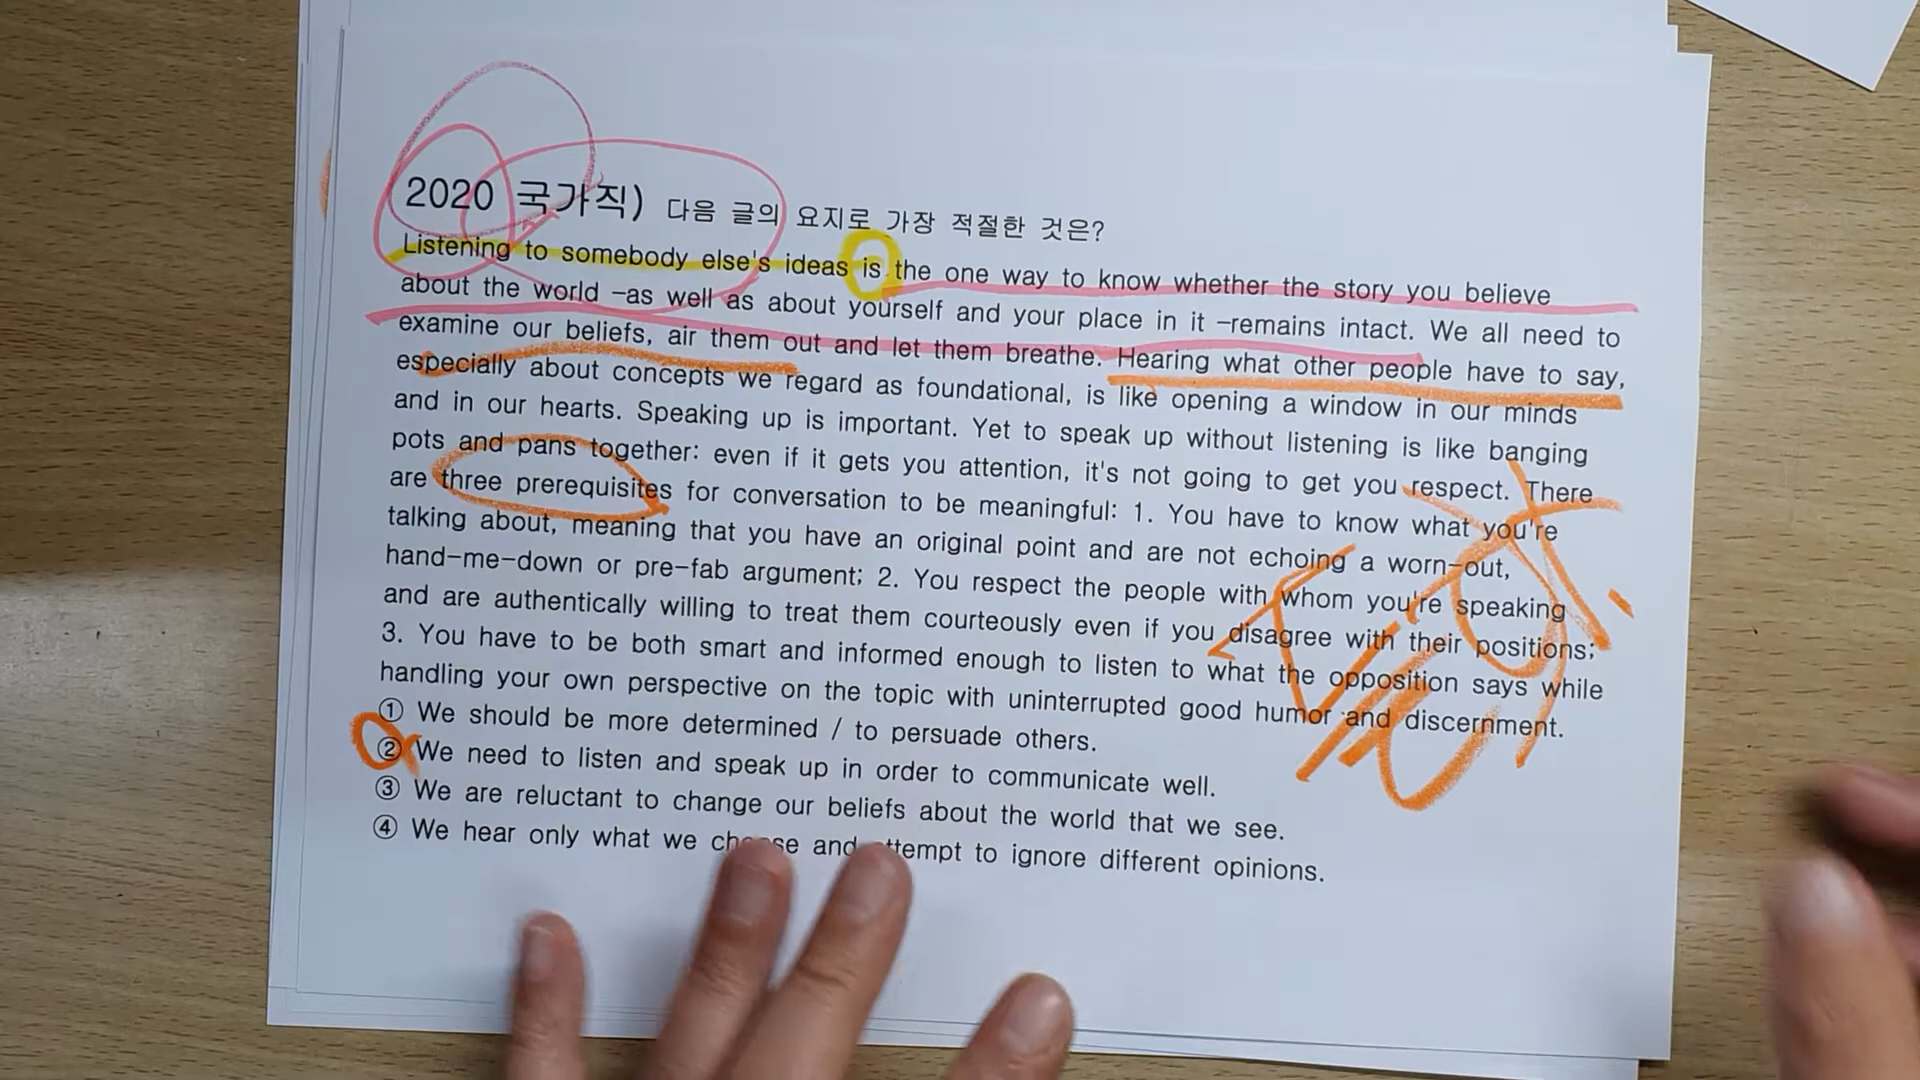 2020 국가직) 다음 글의 요지로 가장 적절한 것은?
Listening to somebody else's ideas is the one way to know whether the story you believe
about the world –as well as about yourself and your place in it –remains intact. We all need to
examine our beliefs, air them out and let them breathe. Hearing what other people have to say,
especially about concepts we regard as foundational, is like opening a window in our minds
and in our hearts. Speaking up is important. Yet to speak up without listening is like banging
pots and pans together: even if it gets you attention, it's not going to get you respect. There
are three prerequisites for conversation to be meaningful: 1. You have to know what you're
talking about, meaning that you have an original point and are not echoing a worn-out,
hand-me-down or pre-fab argument; 2. You respect the people with whom you're speaking
and are authentically willing to treat them courteously even if you disagree with their positions;
3. You have to be both smart and informed enough to listen to what the opposition says while
handling your own perspective on the topic with uninterrupted good humor and discernment.
① We should be more determined / to persuade others.
② We need to listen and speak up in order to communicate well.
③ We are reluctant to change our beliefs about the world that we see.
④ We hear only what we choose and attempt to ignore different opinions.